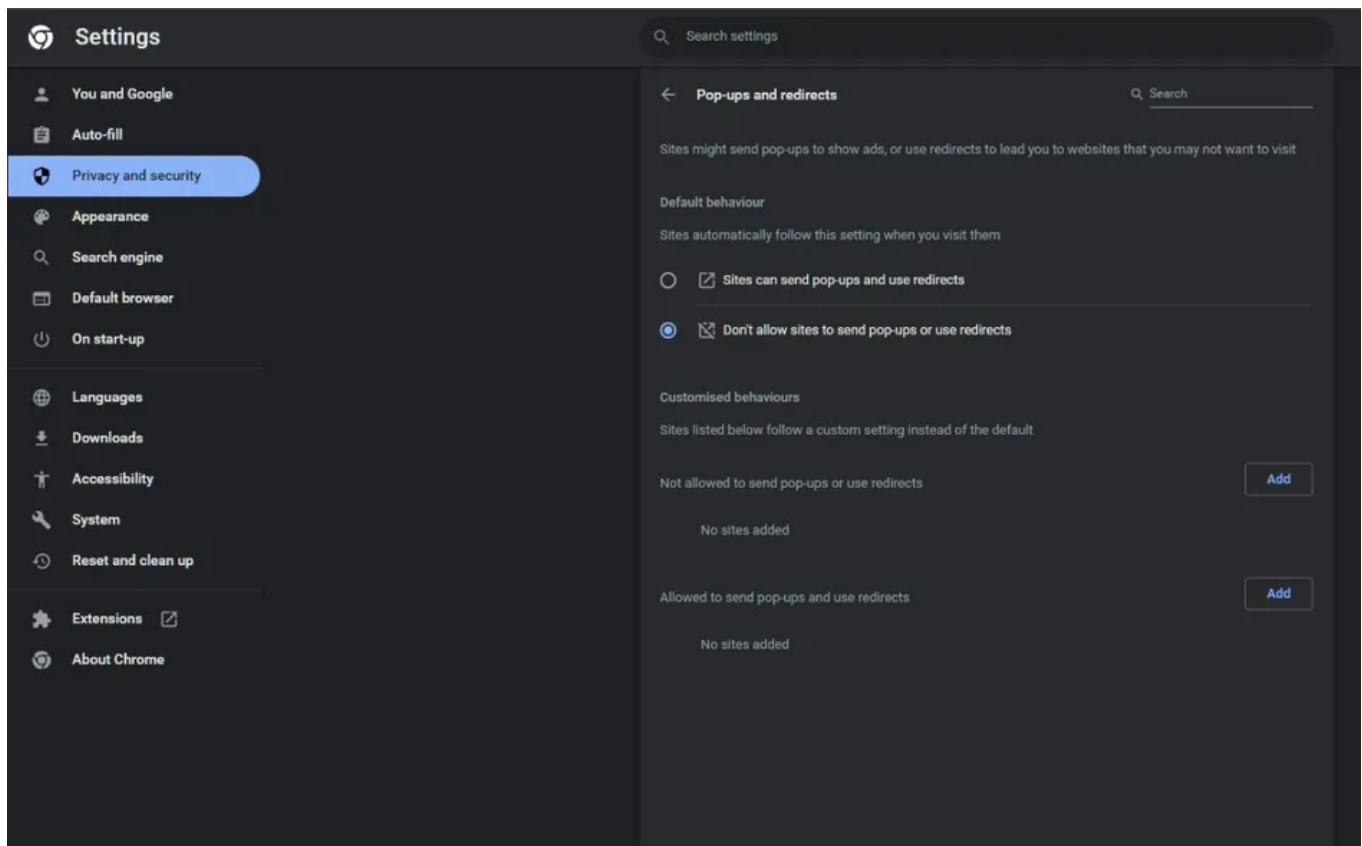 Settings
Search settings
You and Google
Auto-fill
Privacy and security
Appearance
Search engine
Default browser
On start-up
Languages
Downloads
Accessibility
System
Reset and clean up
Extensions
About Chrome
Pop-ups and redirects
Search
Sites might send pop-ups to show ads, or use redirects to lead you to websites that you may not want to visit
Default behaviour
Sites automatically follow this setting when you visit them
Sites can send pop-ups and use redirects
Don't allow sites to send pop-ups or use redirects
Customised behaviours
Sites listed below follow a custom setting instead of the default
Not allowed to send pop-ups or use redirects
Add
No sites added
Allowed to send pop-ups and use redirects
Add
No sites added